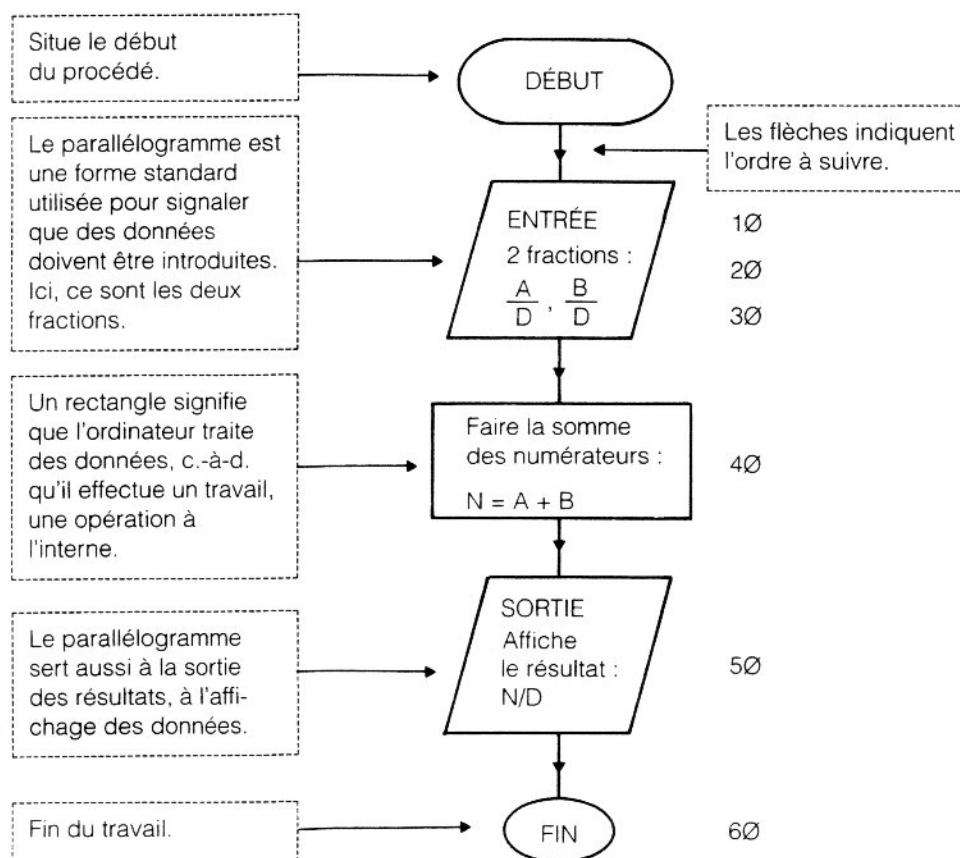 Situe le début
du procédé.
DÉBUT
Les flèches indiquent
l'ordre à suivre.
Le parallélogramme est
une forme standard
utilisée pour signaler
que des données
doivent être introduites.
Ici, ce sont les deux
fractions.
ENTRÉE
2 fractions :
A/D , B/D
1Ø
2Ø
3Ø
Un rectangle signifie
que l'ordinateur traite
des données, c.-à-d.
qu'il effectue un travail,
une opération à
l'interne.
Faire la somme
des numérateurs :
N = A + B
4Ø
Le parallélogramme
sert aussi à la sortie
des résultats, à l'affi-
chage des données.
SORTIE
Affiche
le résultat :
N/D
5Ø
Fin du travail.
FIN
6Ø